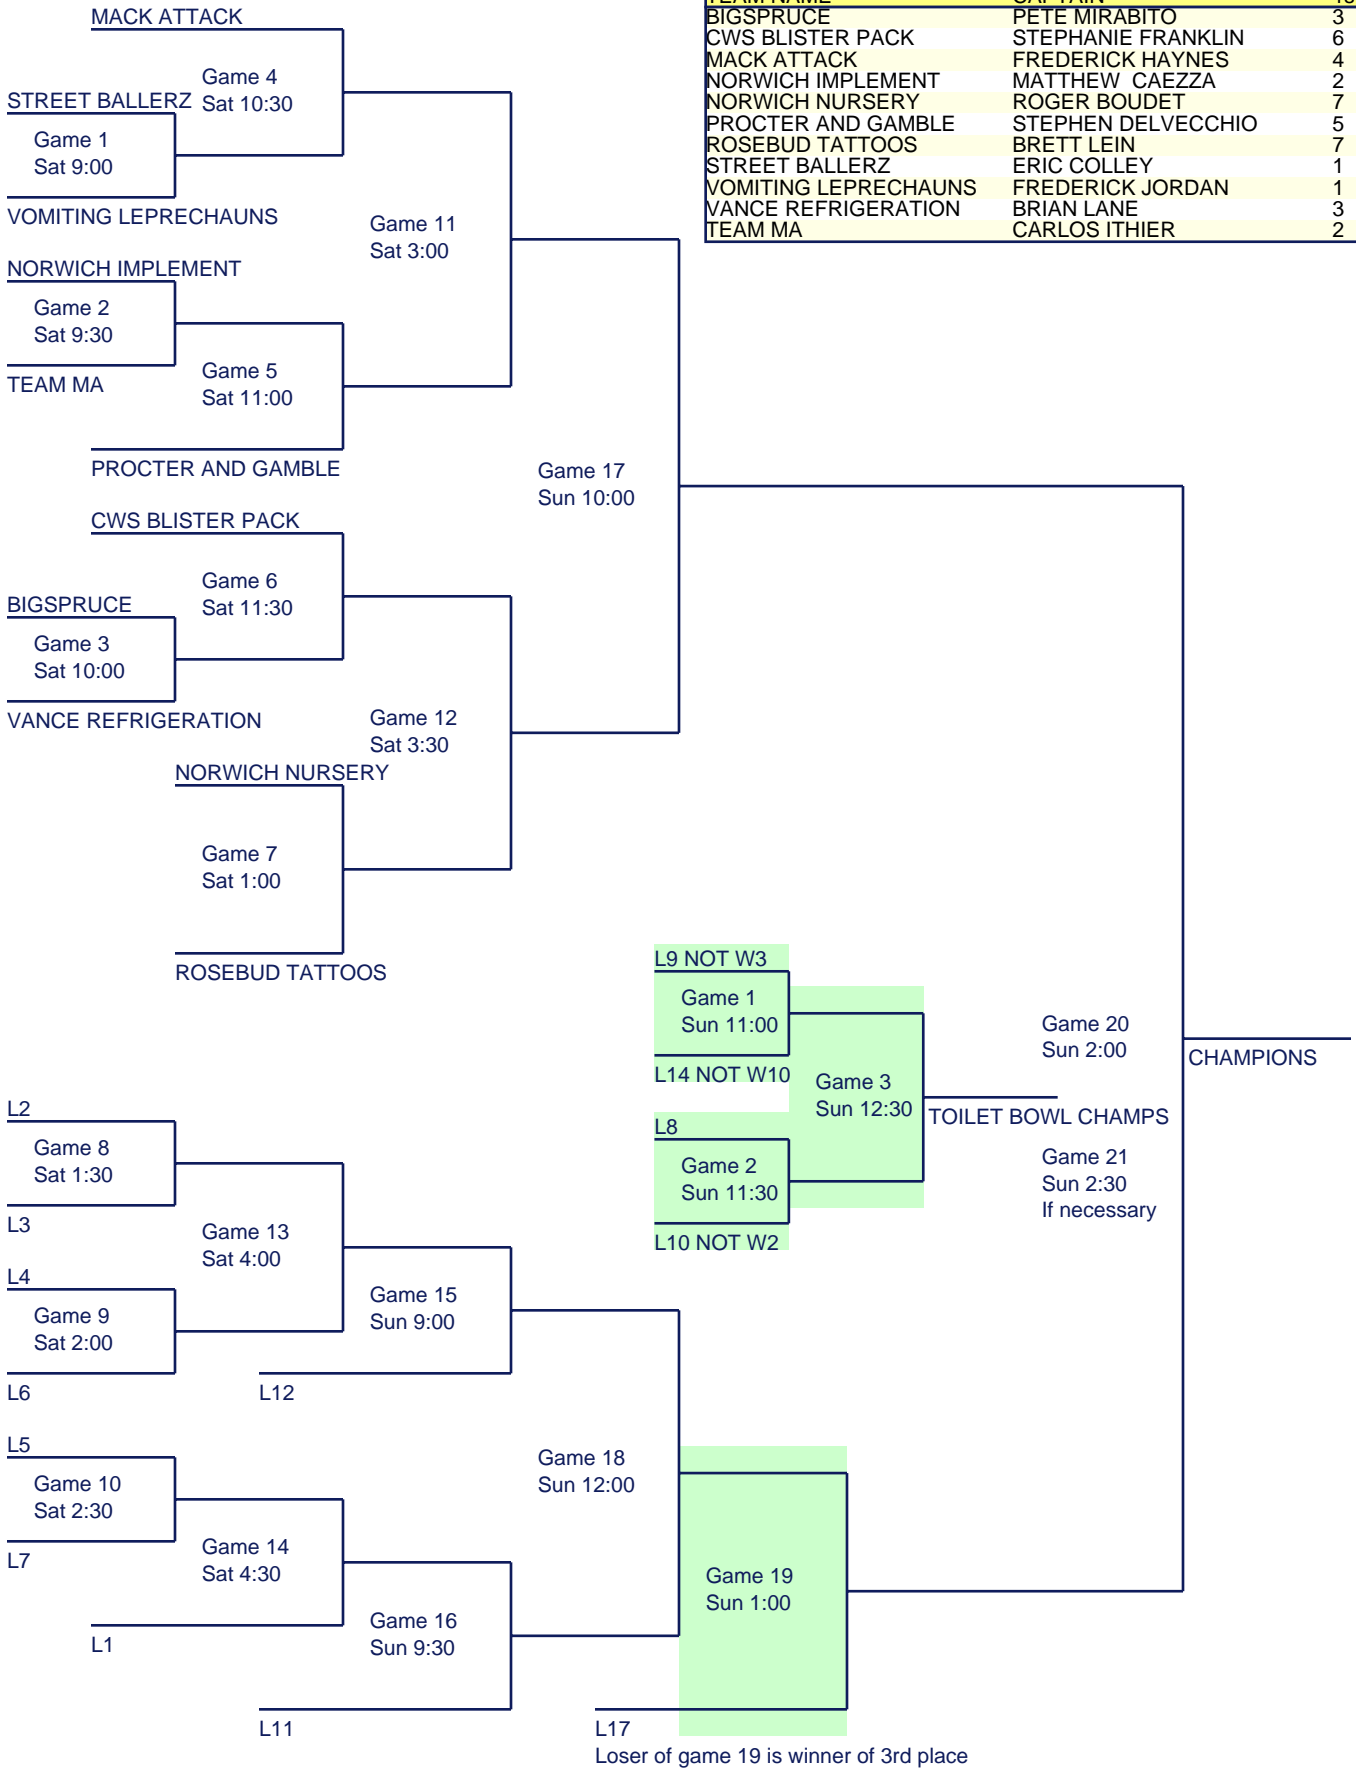 MACK ATTACK
Game 4
Sat 10:30
STREET BALLERZ
Game 1
Sat 9:00
VOMITING LEPRECHAUNS
Game 11
Sat 3:00
NORWICH IMPLEMENT
Game 2
Sat 9:30
TEAM MA
Game 5
Sat 11:00
PROCTER AND GAMBLE
Game 17
Sun 10:00
CWS BLISTER PACK
Game 6
Sat 11:30
BIGSPRUCE
Game 3
Sat 10:00
VANCE REFRIGERATION
Game 12
Sat 3:30
NORWICH NURSERY
Game 7
Sat 1:00
ROSEBUD TATTOOS
TEAM NAME CAPTAIN
BIGSPRUCE PETE MIRABITO 3
CWS BLISTER PACK STEPHANIE FRANKLIN 6
MACK ATTACK FREDERICK HAYNES 4
NORWICH IMPLEMENT MATTHEW CAEZZA 2
NORWICH NURSERY ROGER BOUDET 7
PROCTER AND GAMBLE STEPHEN DELVECCHIO 5
ROSEBUD TATTOOS BRETT LEIN 7
STREET BALLERZ ERIC COLLEY 1
VOMITING LEPRECHAUNS FREDERICK JORDAN 1
VANCE REFRIGERATION BRIAN LANE 3
TEAM MA CARLOS ITHIER 2
L9 NOT W3
Game 1
Sun 11:00
L14 NOT W10
Game 3
Sun 12:30
L8
Game 2
Sun 11:30
L10 NOT W2
TOILET BOWL CHAMPS
Game 20
Sun 2:00
CHAMPIONS
Game 21
Sun 2:30
If necessary
L2
Game 8
Sat 1:30
L3
Game 13
Sat 4:00
L4
Game 9
Sat 2:00
L6
Game 15
Sun 9:00
L12
L5
Game 10
Sat 2:30
L7
Game 14
Sat 4:30
L1
Game 16
Sun 9:30
L11
Game 18
Sun 12:00
Game 19
Sun 1:00
L17
Loser of game 19 is winner of 3rd place